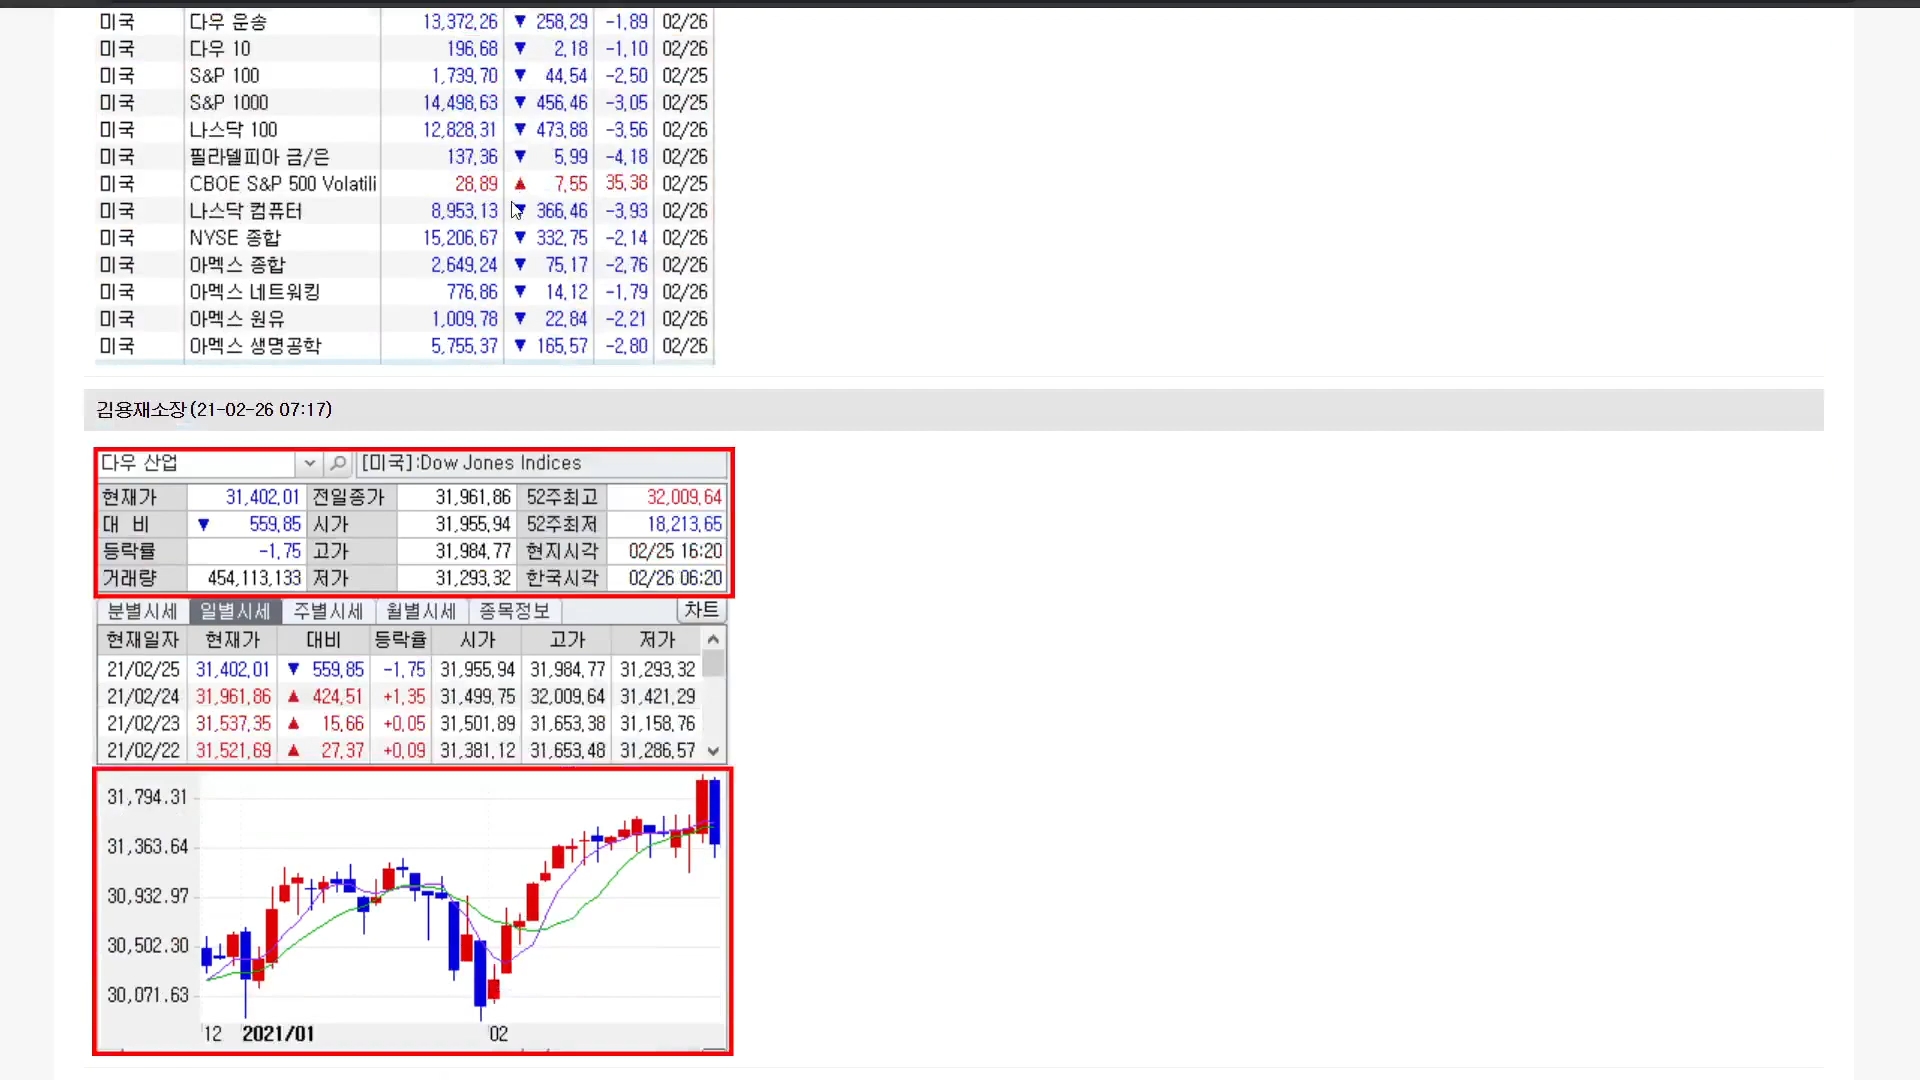 미국 다우 운송 13,372.26 ▼ 258.29 -1.89 02/26
미국 다우 10 196.68 ▼ 2.18 -1.10 02/26
미국 S&P 100 1,739.70 ▼ 44.54 -2.50 02/25
미국 S&P 1000 14,498.63 ▼ 456.46 -3.05 02/25
미국 나스닥 100 12,828.31 ▼ 473.88 -3.56 02/26
미국 필라델피아 금/은 137.36 ▼ 5.99 -4.18 02/26
미국 CBOE S&P 500 Volatili 28.89 ▲ 7.55 35.38 02/25
미국 나스닥 컴퓨터 8,953.13 ▼ 366.46 -3.93 02/26
미국 NYSE 종합 15,206.67 ▼ 332.75 -2.14 02/26
미국 아멕스 종합 2,649.24 ▼ 75.17 -2.76 02/26
미국 아멕스 네트워킹 776.86 ▼ 14.12 -1.79 02/26
미국 아멕스 원유 1,009.78 ▼ 22.84 -2.21 02/26
미국 아멕스 생명공학 5,755.37 ▼ 165.57 -2.80 02/26
김용재소장(21-02-26 07:17)
다우 산업 [미국]:Dow Jones Indices
현재가 31,402.01 전일종가 31,961.86 52주최고 32,009.64
대 비 ▼ 559.85 시가 31,955.94 52주최저 18,213.65
등락률 -1.75 고가 31,984.77 현지시각 02/25 16:20
거래량 454,113,133 저가 31,293.32 한국시각 02/26 06:20
분별시세 일별시세 주별시세 월별시세 종목정보 차트
현재일자 현재가 대비 등락율 시가 고가 저가
21/02/25 31,402.01 ▼ 559.85 -1.75 31,955.94 31,984.77 31,293.32
21/02/24 31,961.86 ▲ 424.51 +1.35 31,499.75 32,009.64 31,421.29
21/02/23 31,537.35 ▲ 15.66 +0.05 31,501.89 31,653.38 31,158.76
21/02/22 31,521.69 ▲ 27.37 +0.09 31,381.12 31,653.48 31,286.57
31,794.31
31,363.64
30,932.97
30,502.30
30,071.63
12 2021/01 02